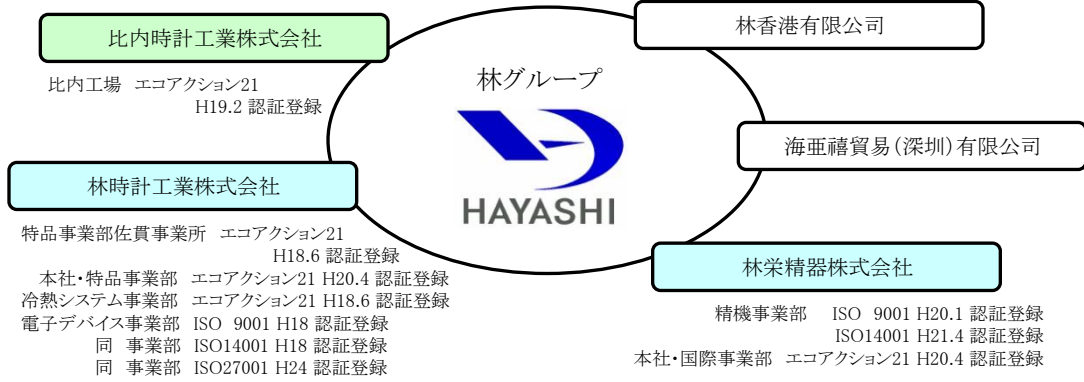 比内時計工業株式会社
比内工場 エコアクション21
H19.2 認証登録
林香港有限公司
林グループ
HAYASHI
海亜禧貿易(深圳)有限公司
林時計工業株式会社
特品事業部佐貫事業所 エコアクション21
H18.6 認証登録
本社・特品事業部 エコアクション21 H20.4 認証登録
冷熱システム事業部 エコアクション21 H18.6 認証登録
電子デバイス事業部 ISO 9001 H18 認証登録
同 事業部 ISO14001 H18 認証登録
同 事業部 ISO27001 H24 認証登録
林栄精器株式会社
精機事業部 ISO 9001 H20.1 認証登録
ISO14001 H21.4 認証登録
本社・国際事業部 エコアクション21 H20.4 認証登録